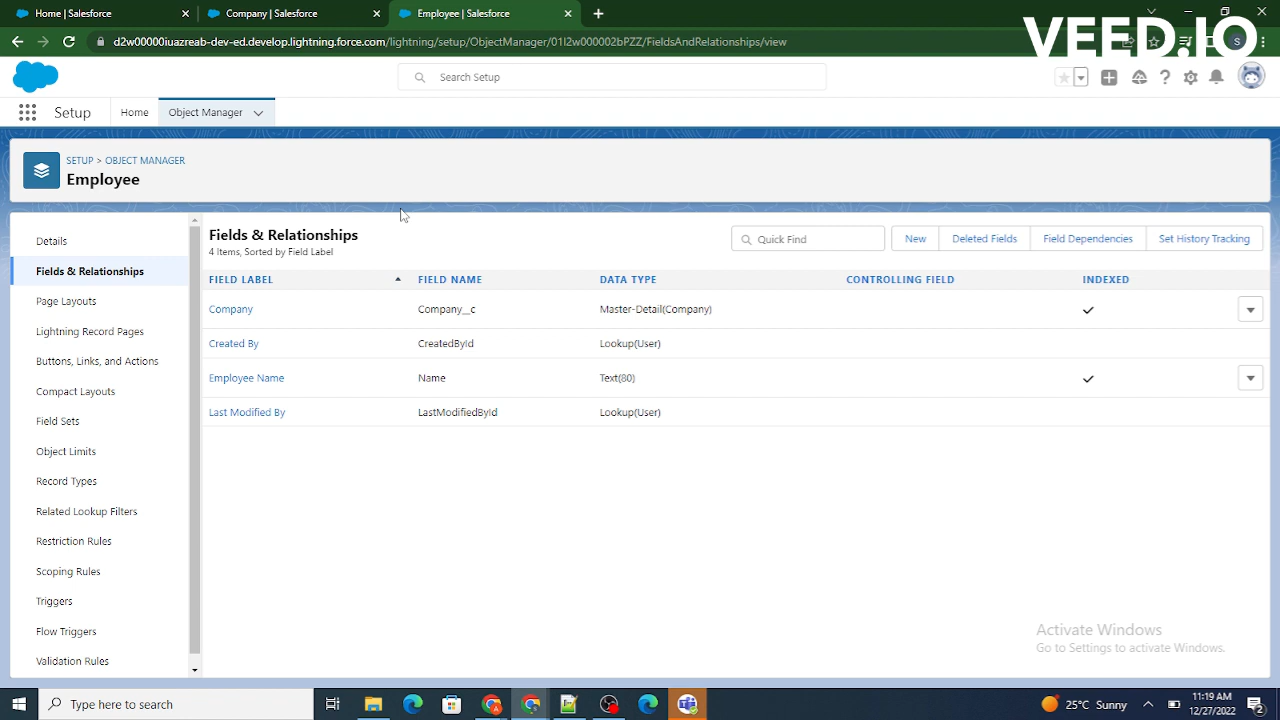 Home | Salesforce
Company | Salesforce
Employee | Salesforce
d2w00000iuazreab-dev-ed.develop.lightning.force.com/lightning/setup/ObjectManager/01I2w000002bPZZ/FieldsAndRelationships/view
S
VEED.IO
Search Setup
Setup
Home
Object Manager
SETUP > OBJECT MANAGER
Employee
Details
Fields & Relationships
Page Layouts
Lightning Record Pages
Buttons, Links, and Actions
Compact Layouts
Field Sets
Object Limits
Record Types
Related Lookup Filters
Restriction Rules
Scoping Rules
Triggers
Flow Triggers
Validation Rules
Fields & Relationships
4 Items, Sorted by Field Label
Quick Find
New
Deleted Fields
Field Dependencies
Set History Tracking
FIELD LABEL FIELD NAME DATA TYPE CONTROLLING FIELD INDEXED
Company Company__c Master-Detail(Company)
Created By CreatedById Lookup(User)
Employee Name Name Text(80)
Last Modified By LastModifiedById Lookup(User)
Activate Windows
Go to Settings to activate Windows.
Type here to search
25°C Sunny
11:19 AM
12/27/2022
2